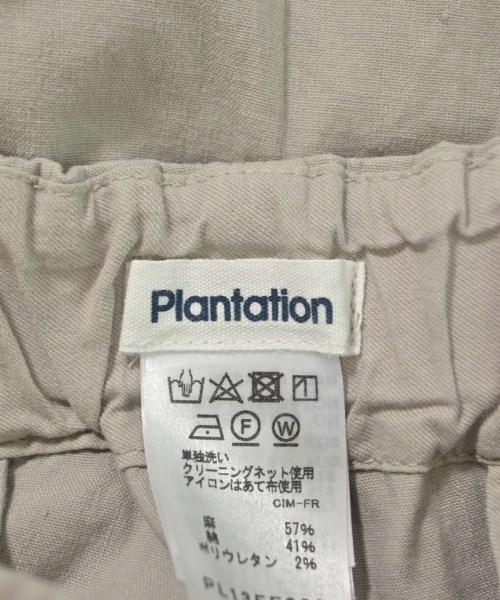 Plantation
F W
単独洗い
クリーニングネット使用
アイロンはあて布使用
CIM-FR
麻 57%
綿 41%
ポリウレタン 2%